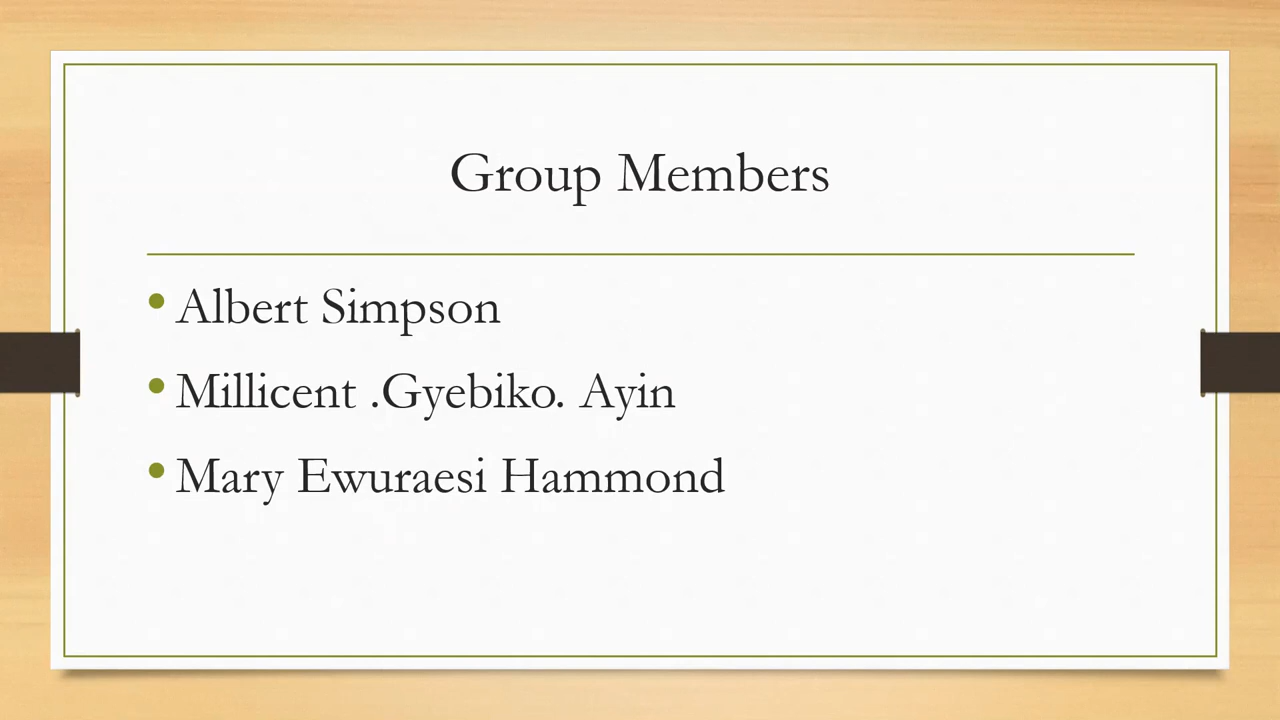 Group Members
• Albert Simpson
• Millicent .Gyebiko. Ayin
• Mary Ewuraesi Hammond